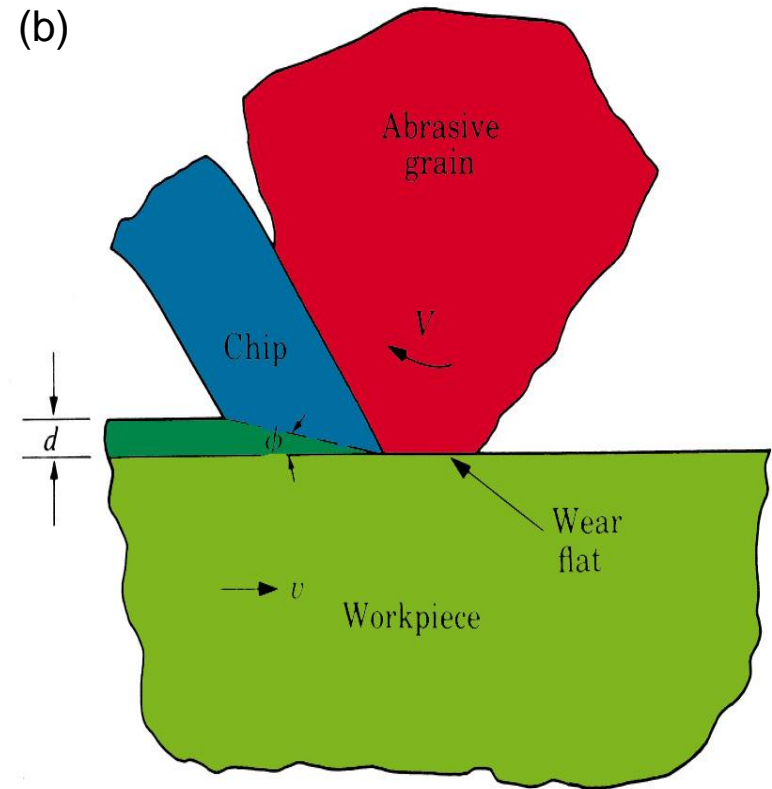 (b)
Abrasive
grain
V
Chip
d
ϕ
Wear
flat
υ
Workpiece